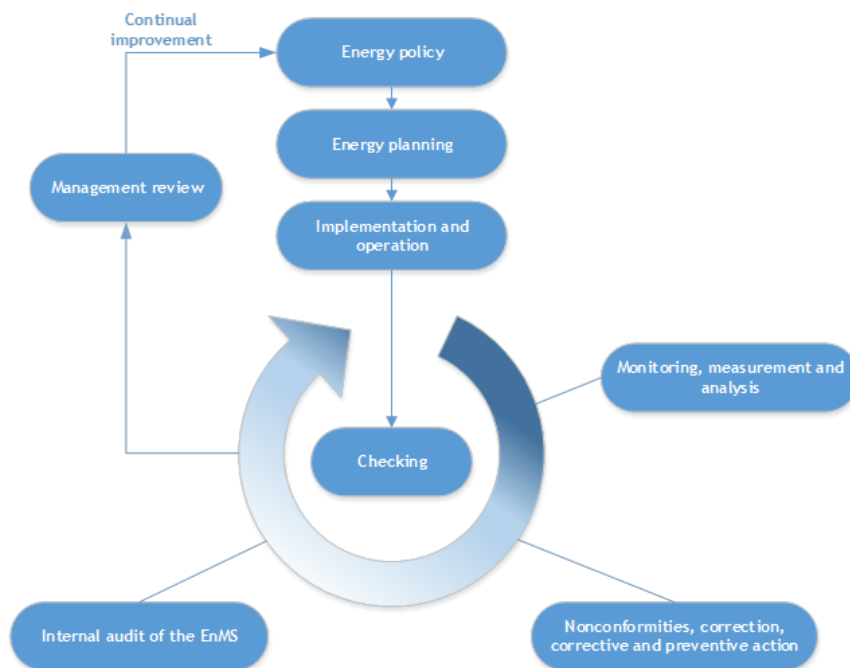 Continual
improvement
Energy policy
Energy planning
Management review
Implementation and
operation
Monitoring, measurement and
analysis
Checking
Internal audit of the EnMS
Nonconformities, correction,
corrective and preventive action